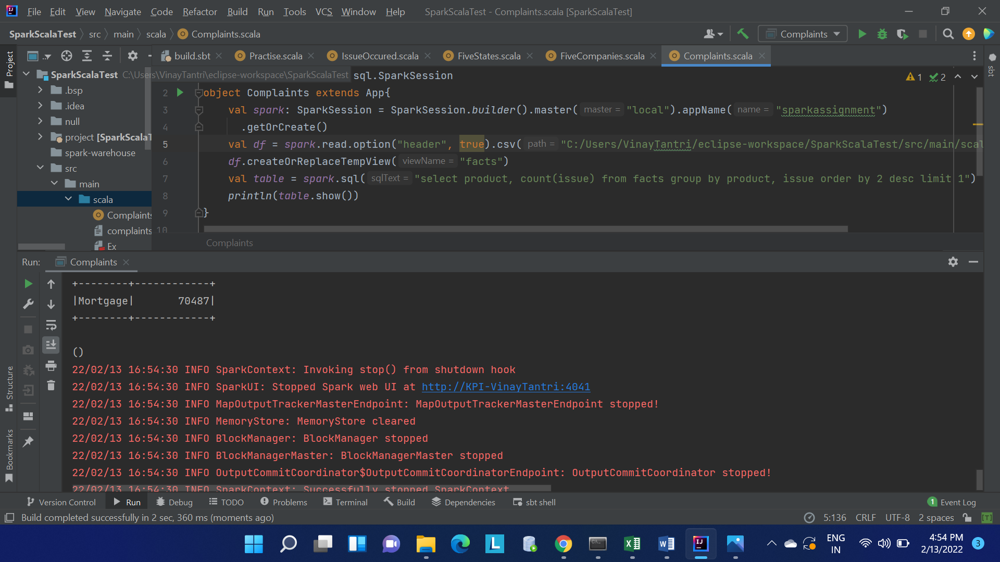 File Edit View Navigate Code Refactor Build Run Tools VCS Window Help SparkScalaTest - Complaints.scala [SparkScalaTest]
SparkScalaTest src main scala Complaints.scala
Complaints
build.sbt Practise.scala IssueOccured.scala FiveStates.scala FiveCompanies.scala Complaints.scala
Project
sbt
SparkScalaTest C:\Users\VinayTantri\eclipse-workspace\SparkScalaTest
.bsp
.idea
null
project [SparkScalaT
spark-warehouse
src
main
scala
Complaints
complaints
Ex
sql.SparkSession
1 2
2 object Complaints extends App{
3 val spark: SparkSession = SparkSession.builder().master( master = "local").appName( name = "sparkassignment")
4 .getOrCreate()
5 val df = spark.read.option("header", true).csv( path = "C:/Users/VinayTantri/eclipse-workspace/SparkScalaTest/src/main/scal
6 df.createOrReplaceTempView( viewName = "facts")
7 val table = spark.sql( sqlText = "select product, count(issue) from facts group by product, issue order by 2 desc limit 1")
8 println(table.show())
9 }
10
Complaints
Run: Complaints
+--------+------------+
|Mortgage|       70487|
+--------+------------+
()
22/02/13 16:54:30 INFO SparkContext: Invoking stop() from shutdown hook
22/02/13 16:54:30 INFO SparkUI: Stopped Spark web UI at http://KPI-VinayTantri:4041
22/02/13 16:54:30 INFO MapOutputTrackerMasterEndpoint: MapOutputTrackerMasterEndpoint stopped!
22/02/13 16:54:30 INFO MemoryStore: MemoryStore cleared
22/02/13 16:54:30 INFO BlockManager: BlockManager stopped
22/02/13 16:54:30 INFO BlockManagerMaster: BlockManagerMaster stopped
22/02/13 16:54:30 INFO OutputCommitCoordinator$OutputCommitCoordinatorEndpoint: OutputCommitCoordinator stopped!
22/02/13 16:54:30 INFO SparkContext: Successfully stopped SparkContext
Structure
Bookmarks
Version Control Run Debug TODO Problems Terminal Build Dependencies sbt shell 1 Event Log
Build completed successfully in 2 sec, 360 ms (moments ago) 5:136 CRLF UTF-8 2 spaces [T]
ENG
IN
4:54 PM
2/13/2022
3